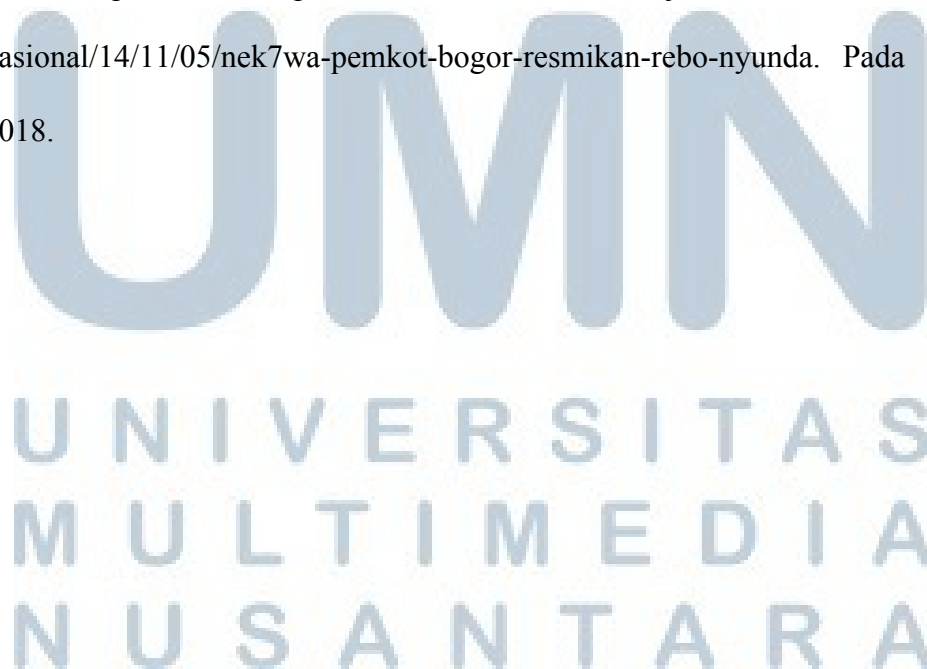 asional/14/11/05/nek7wa-pemkot-bogor-resmikan-rebo-nyunda. Pada
018.
UMN
UNIVERSITAS
MULTIMEDIA
NUSANTARA